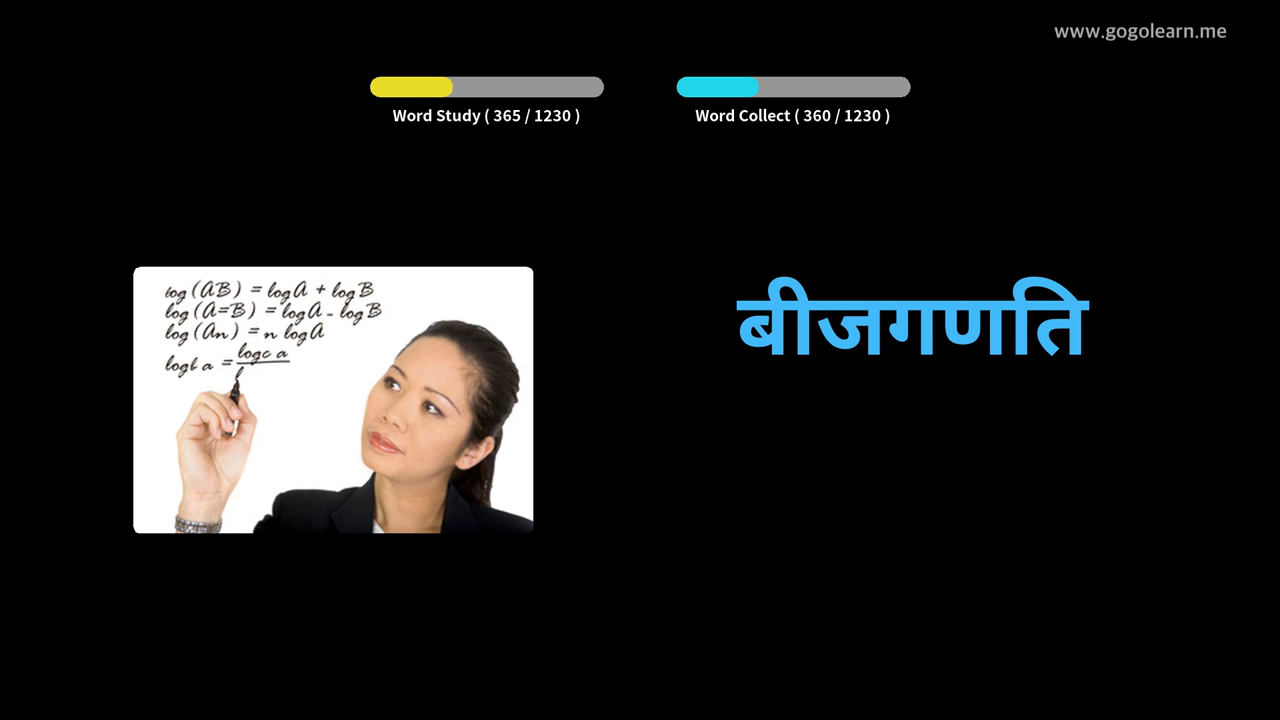 www.gogolearn.me
Word Study ( 365 / 1230 )
Word Collect ( 360 / 1230 )
log (AB) = logA + logB
log (A=B) = logA - logB
log (An) = n logA
logb a = logc a
बीजगणति